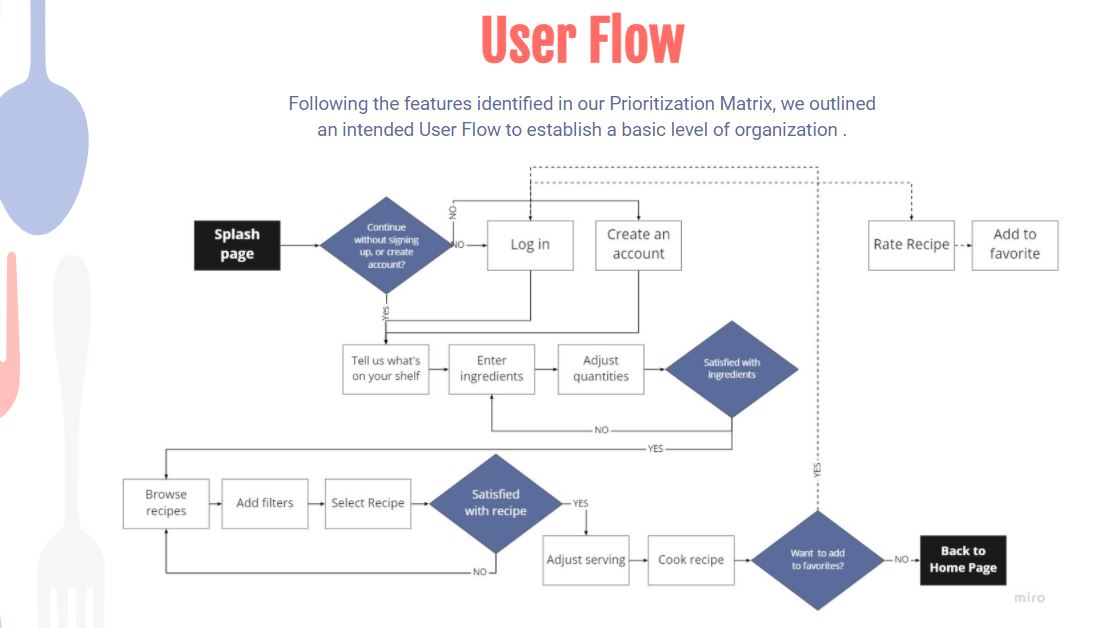 User Flow
Following the features identified in our Prioritization Matrix, we outlined
an intended User Flow to establish a basic level of organization .
Splash
page
Continue
without signing
up, or create
account?
NO
NO
Yes
Log in
Create an
account
Rate Recipe
Add to
favorite
Tell us what's
on your shelf
Enter
ingredients
Adjust
quantities
Satisfied with
ingredients
NO
YES
Browse
recipes
Add filters
Select Recipe
Satisfied
with recipe
YES
NO
Adjust serving
Cook recipe
Want to add
to favorites?
YES
NO
Back to
Home Page
miro